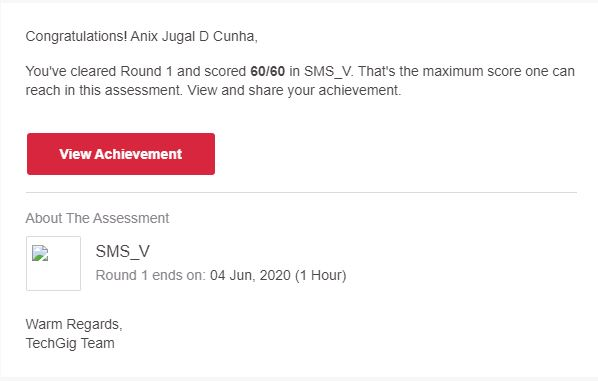 Congratulations! Anix Jugal D Cunha,
You've cleared Round 1 and scored 60/60 in SMS_V. That's the maximum score one can
reach in this assessment. View and share your achievement.
View Achievement
About The Assessment
SMS_V
Round 1 ends on: 04 Jun, 2020 (1 Hour)
Warm Regards,
TechGig Team